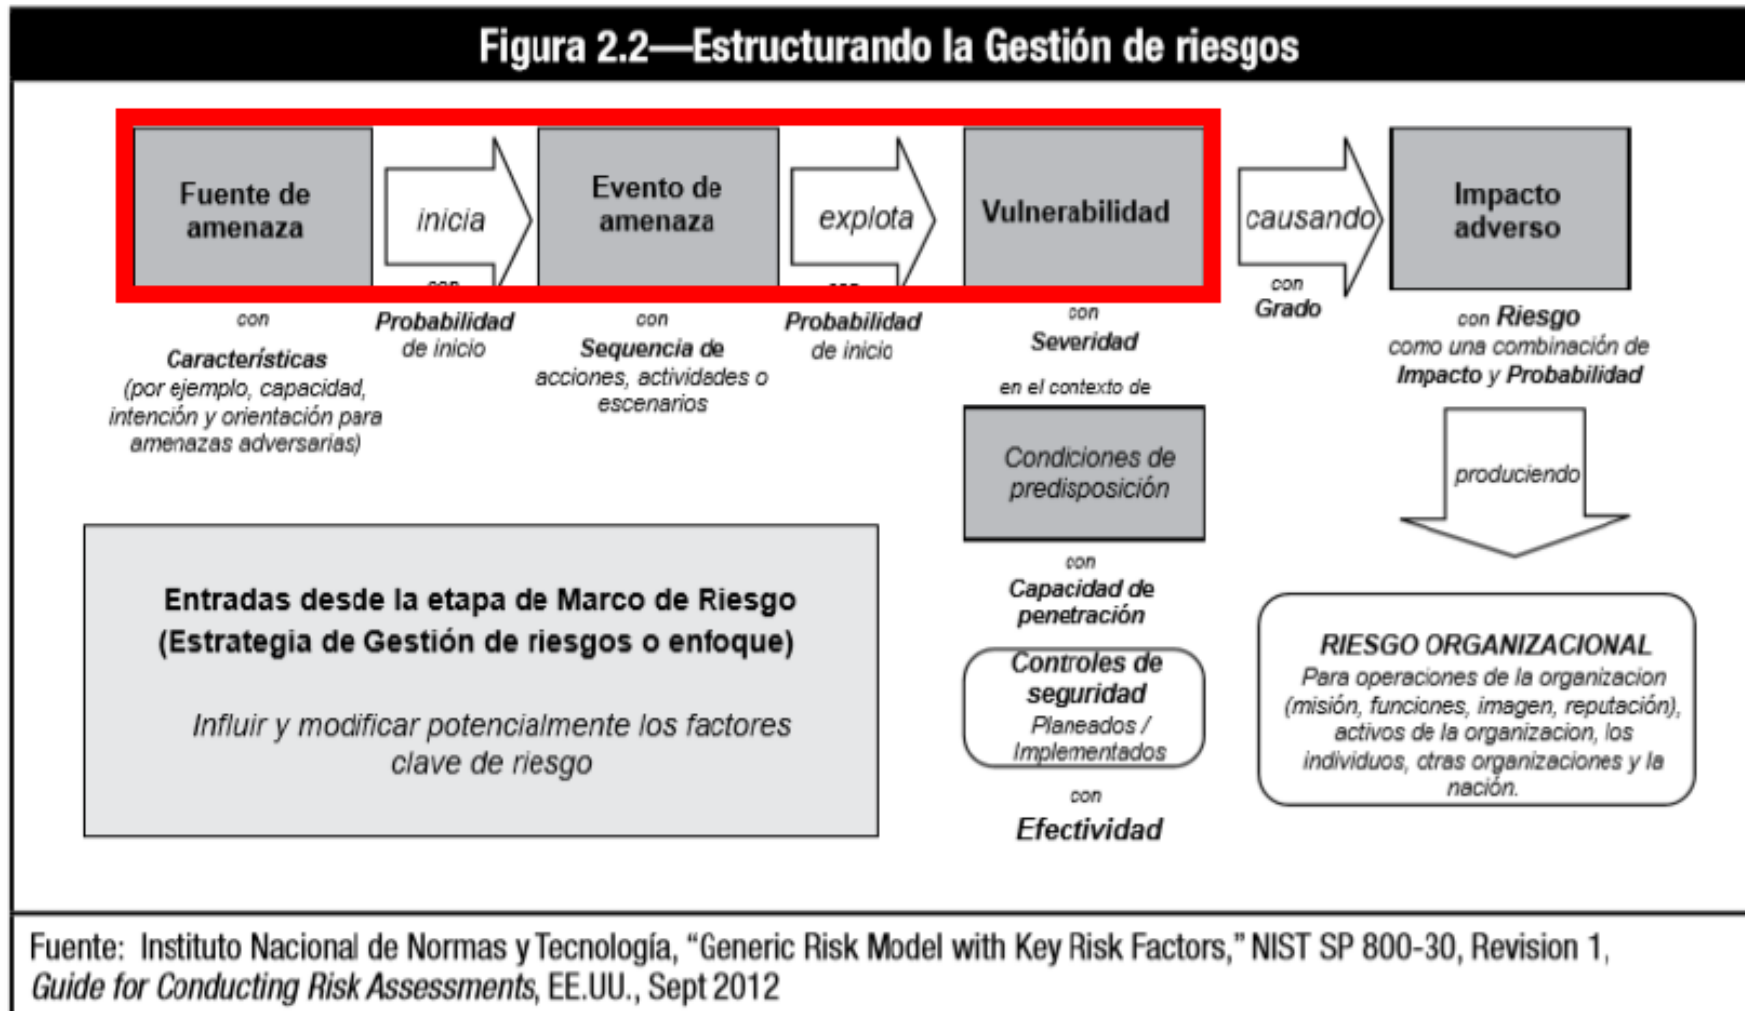 Figura 2.2—Estructurando la Gestión de riesgos
Fuente de
amenaza
inicia
Evento de
amenaza
explota
Vulnerabilidad
causando
Impacto
adverso
con
Características
(por ejemplo, capacidad,
intención y orientación para
amenazas adversarias)
con
Probabilidad
de inicio
con
Sequencia de
acciones, actividades o
escenarios
con
Probabilidad
de inicio
con
Severidad
en el contexto de
Condiciones de
predisposición
con
Capacidad de
penetración
Controles de
seguridad
Planeados /
Implementados
con
Efectividad
con
Grado
con Riesgo
como una combinación de
Impacto y Probabilidad
produciendo
RIESGO ORGANIZACIONAL
Para operaciones de la organizacion
(misión, funciones, imagen, reputación),
activos de la organizacion, los
individuos, otras organizaciones y la
nación.
Entradas desde la etapa de Marco de Riesgo
(Estrategia de Gestión de riesgos o enfoque)
Influir y modificar potencialmente los factores
clave de riesgo
Fuente: Instituto Nacional de Normas y Tecnología, “Generic Risk Model with Key Risk Factors,” NIST SP 800-30, Revision 1,
Guide for Conducting Risk Assessments, EE.UU., Sept 2012